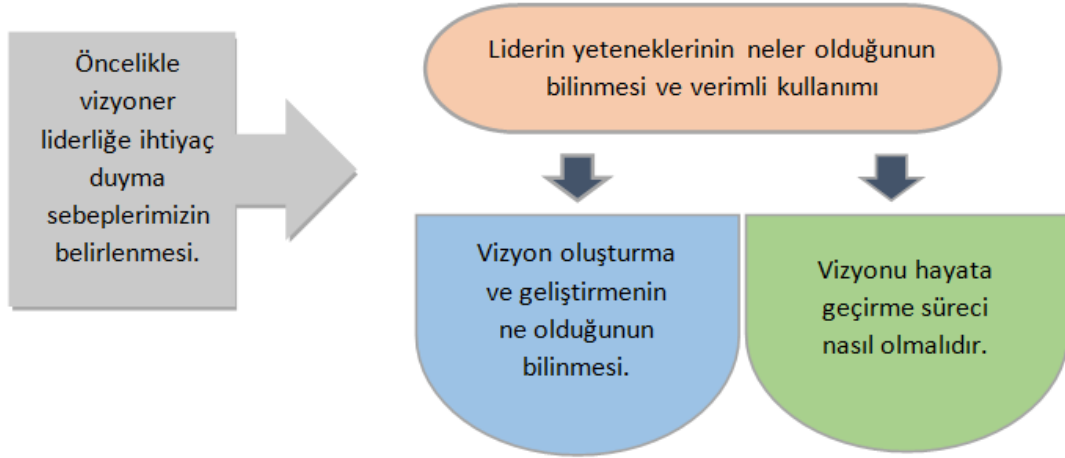 Öncelikle
vizyoner
liderliğe ihtiyaç
duyma
sebeplerimizin
belirlenmesi.
Liderin yeteneklerinin neler olduğunun
bilinmesi ve verimli kullanımı
Vizyon oluşturma
ve geliştirmenin
ne olduğunun
bilinmesi.
Vizyonu hayata
geçirme süreci
nasıl olmalıdır.